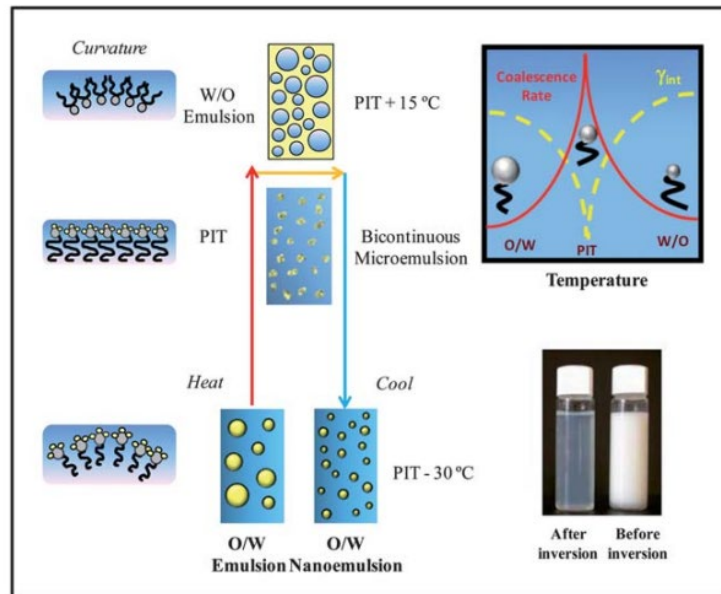 Curvature
W/O
Emulsion
PIT + 15 ºC
PIT
Bicontinuous
Microemulsion
Heat
Cool
PIT - 30 ºC
O/W
Emulsion
O/W
Nanoemulsion
Coalescence
Rate
γint
O/W
PIT
W/O
Temperature
After
inversion
Before
inversion